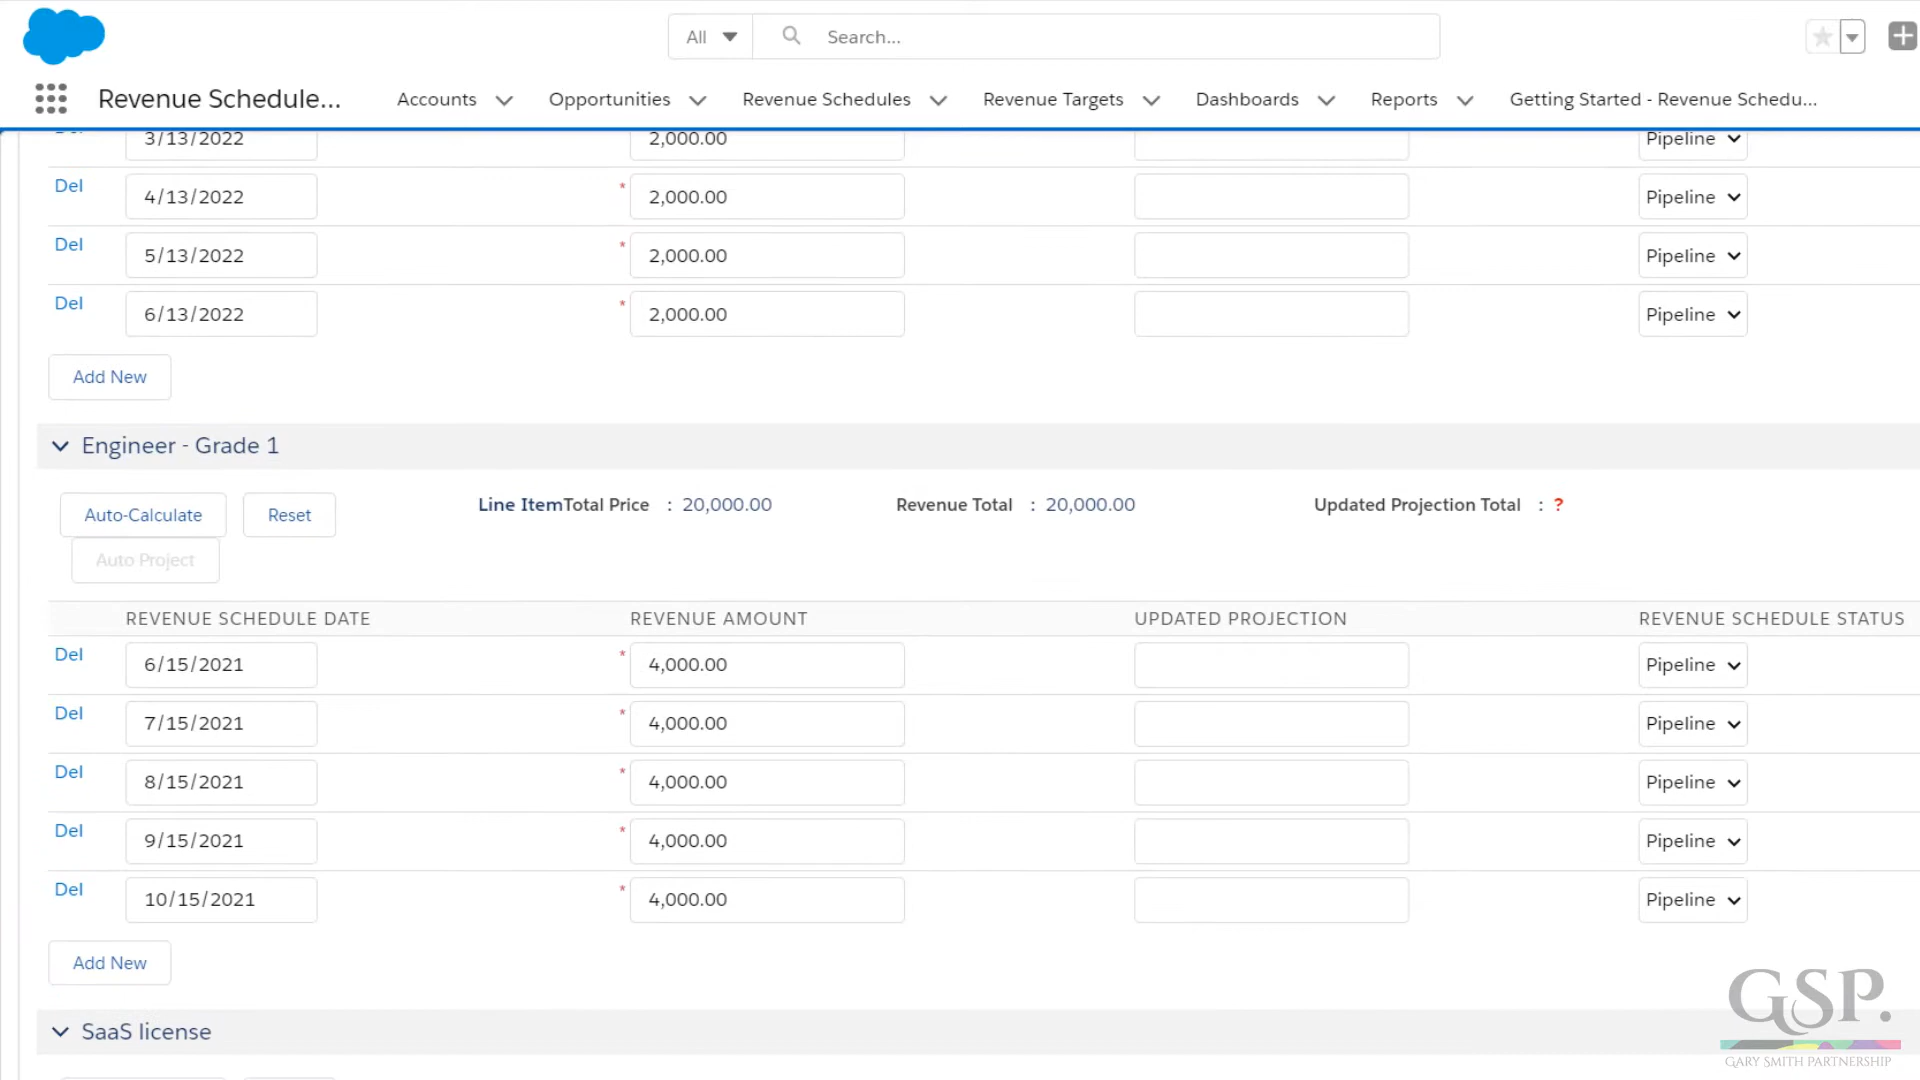 All
Search...
Revenue Schedule...
Accounts
Opportunities
Revenue Schedules
Revenue Targets
Dashboards
Reports
Getting Started - Revenue Schedu...
3/13/2022 2,000.00 Pipeline
Del 4/13/2022 * 2,000.00 Pipeline
Del 5/13/2022 * 2,000.00 Pipeline
Del 6/13/2022 * 2,000.00 Pipeline
Add New
Engineer - Grade 1
Auto-Calculate Reset Line ItemTotal Price : 20,000.00 Revenue Total : 20,000.00 Updated Projection Total : ?
Auto Project
REVENUE SCHEDULE DATE REVENUE AMOUNT UPDATED PROJECTION REVENUE SCHEDULE STATUS
Del 6/15/2021 * 4,000.00 Pipeline
Del 7/15/2021 * 4,000.00 Pipeline
Del 8/15/2021 * 4,000.00 Pipeline
Del 9/15/2021 * 4,000.00 Pipeline
Del 10/15/2021 * 4,000.00 Pipeline
Add New
SaaS license
GSP.
GARY SMITH PARTNERSHIP